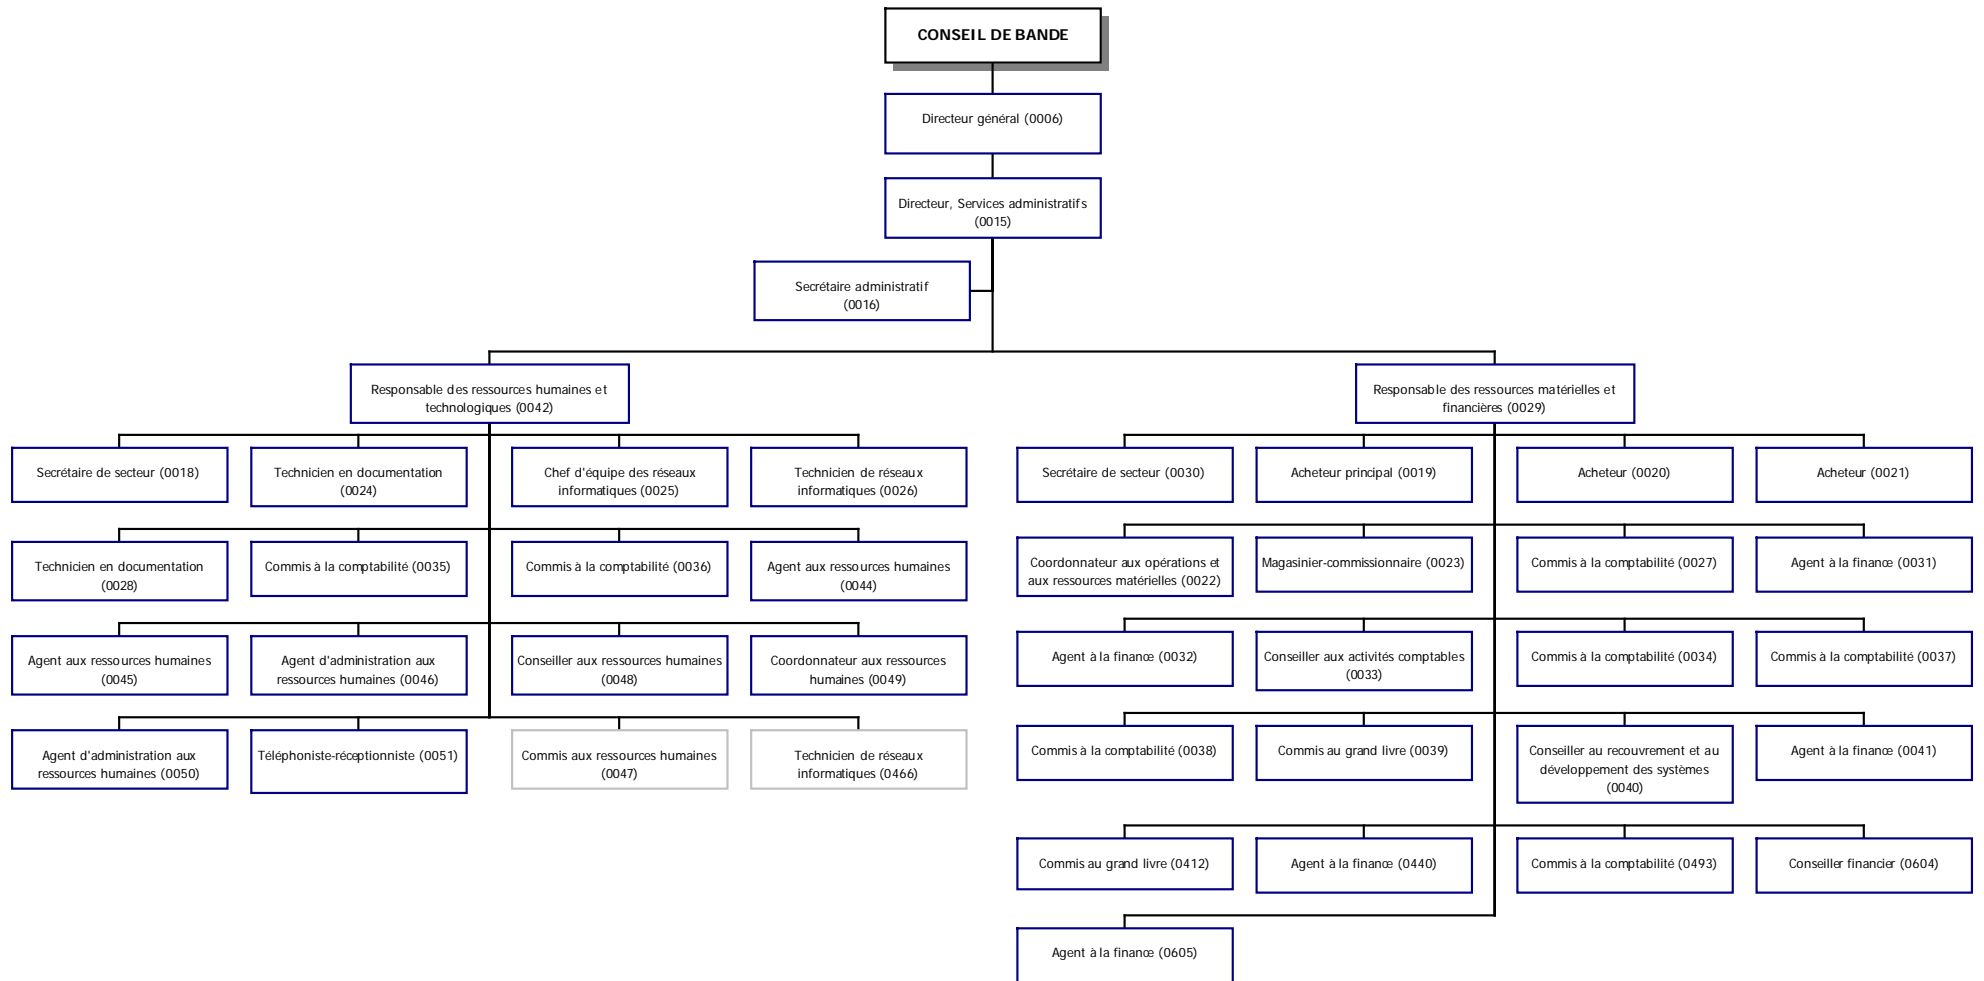 CONSEIL DE BANDE
Directeur général (0006)
Directeur, Services administratifs
(0015)
Secrétaire administratif
(0016)
Responsable des ressources humaines et
technologiques (0042)
Responsable des ressources matérielles et
financières (0029)
Secrétaire de secteur (0018)
Technicien en documentation
(0024)
Chef d'équipe des réseaux
informatiques (0025)
Technicien de réseaux
informatiques (0026)
Technicien en documentation
(0028)
Commis à la comptabilité (0035)
Commis à la comptabilité (0036)
Agent aux ressources humaines
(0044)
Agent aux ressources humaines
(0045)
Agent d'administration aux
ressources humaines (0046)
Conseiller aux ressources humaines
(0048)
Coordonnateur aux ressources
humaines (0049)
Agent d'administration aux
ressources humaines (0050)
Téléphoniste-réceptionniste (0051)
Commis aux ressources humaines
(0047)
Technicien de réseaux
informatiques (0466)
Secrétaire de secteur (0030)
Acheteur principal (0019)
Acheteur (0020)
Acheteur (0021)
Coordonnateur aux opérations et
aux ressources matérielles (0022)
Magasinier-commissionnaire (0023)
Commis à la comptabilité (0027)
Agent à la finance (0031)
Agent à la finance (0032)
Conseiller aux activités comptables
(0033)
Commis à la comptabilité (0034)
Commis à la comptabilité (0037)
Commis à la comptabilité (0038)
Commis au grand livre (0039)
Conseiller au recouvrement et au
développement des systèmes
(0040)
Agent à la finance (0041)
Commis au grand livre (0412)
Agent à la finance (0440)
Commis à la comptabilité (0493)
Conseiller financier (0604)
Agent à la finance (0605)